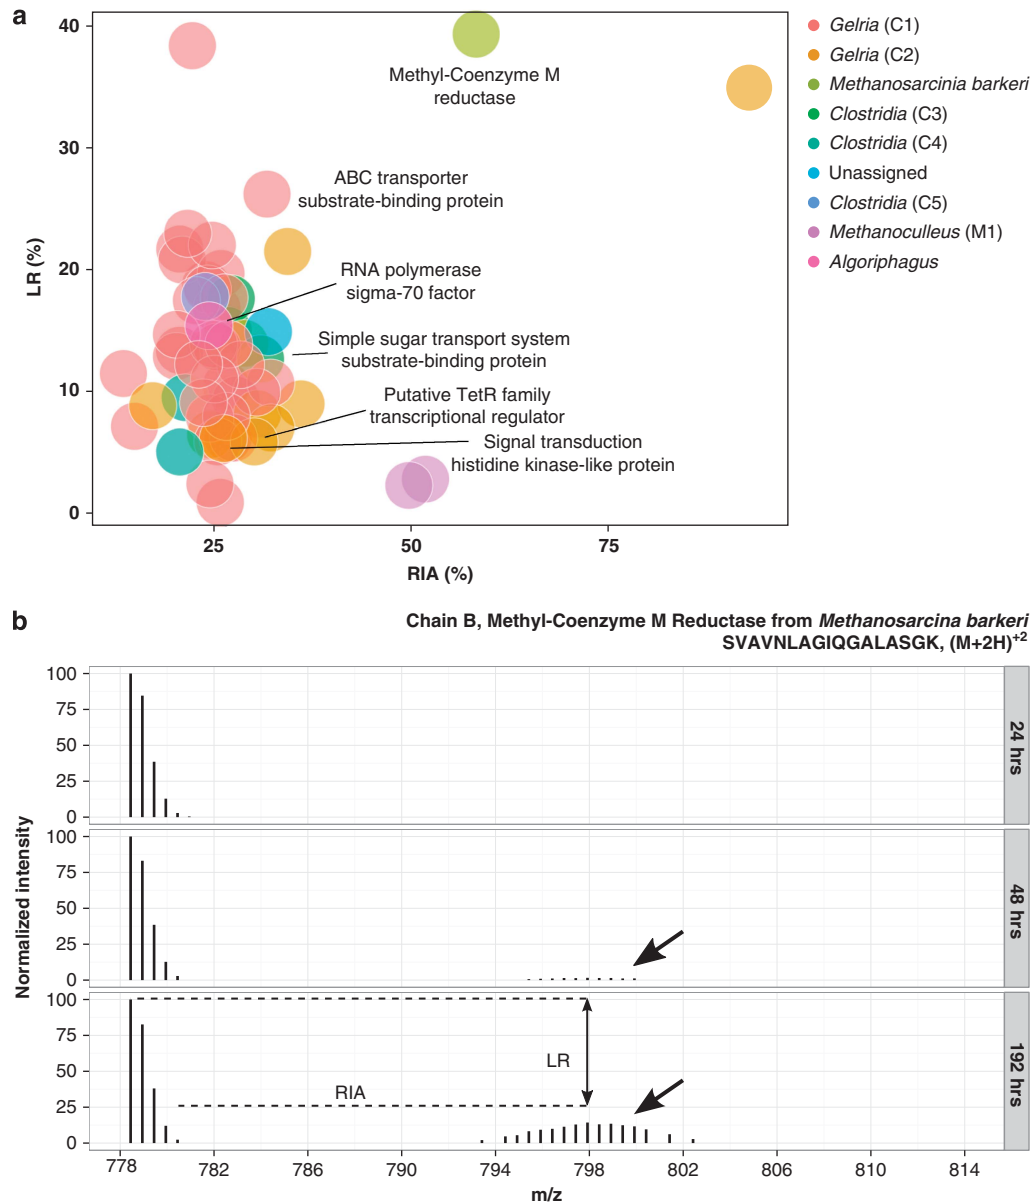 a
40
30
20
10
0
LR (%)
25
50
75
RIA (%)
Methyl-Coenzyme M
reductase
ABC transporter
substrate-binding protein
RNA polymerase
sigma-70 factor
Simple sugar transport system
substrate-binding protein
Putative TetR family
transcriptional regulator
Signal transduction
histidine kinase-like protein
Gelria (C1)
Gelria (C2)
Methanosarcinia barkeri
Clostridia (C3)
Clostridia (C4)
Unassigned
Clostridia (C5)
Methanoculleus (M1)
Algoriphagus
b
Chain B, Methyl-Coenzyme M Reductase from Methanosarcina barkeri
SVAVNLAGIQGALASGK, (M+2H)+2
100
75
50
25
0
24 hrs
100
75
50
25
0
48 hrs
100
75
50
25
0
192 hrs
LR
RIA
Normalized intensity
778
782
786
790
794
798
802
806
810
814
m/z